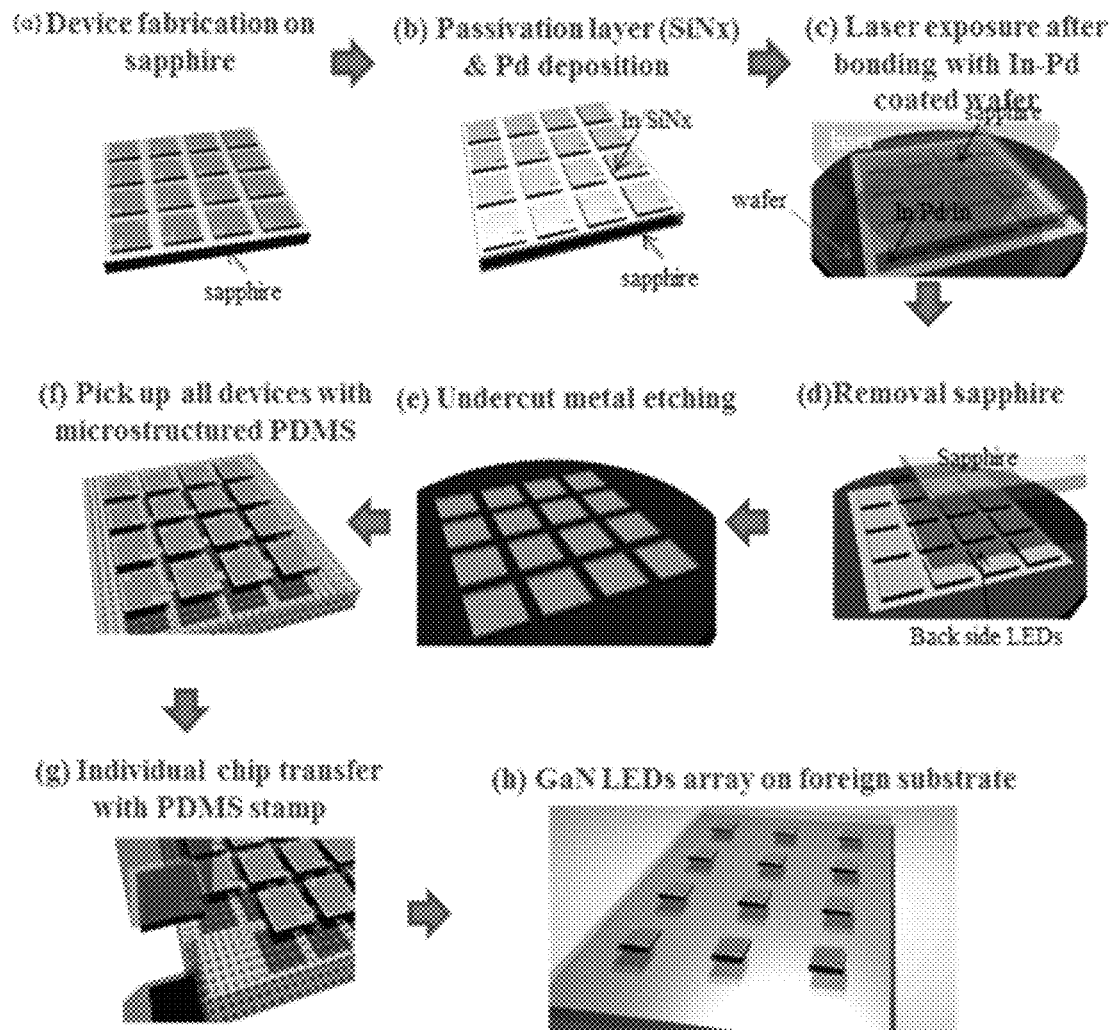 (a) Device fabrication on
sapphire
sapphire
(b) Passivation layer (SiNx)
& Pd deposition
In SiNx
sapphire
(c) Laser exposure after
bonding with In-Pd
coated wafer
sapphire
wafer
In Pd In
(d)Removal sapphire
Sapphire
Back side LEDs
(e) Undercut metal etching
(f) Pick up all devices with
microstructured PDMS
(g) Individual chip transfer
with PDMS stamp
(h) GaN LEDs array on foreign substrate